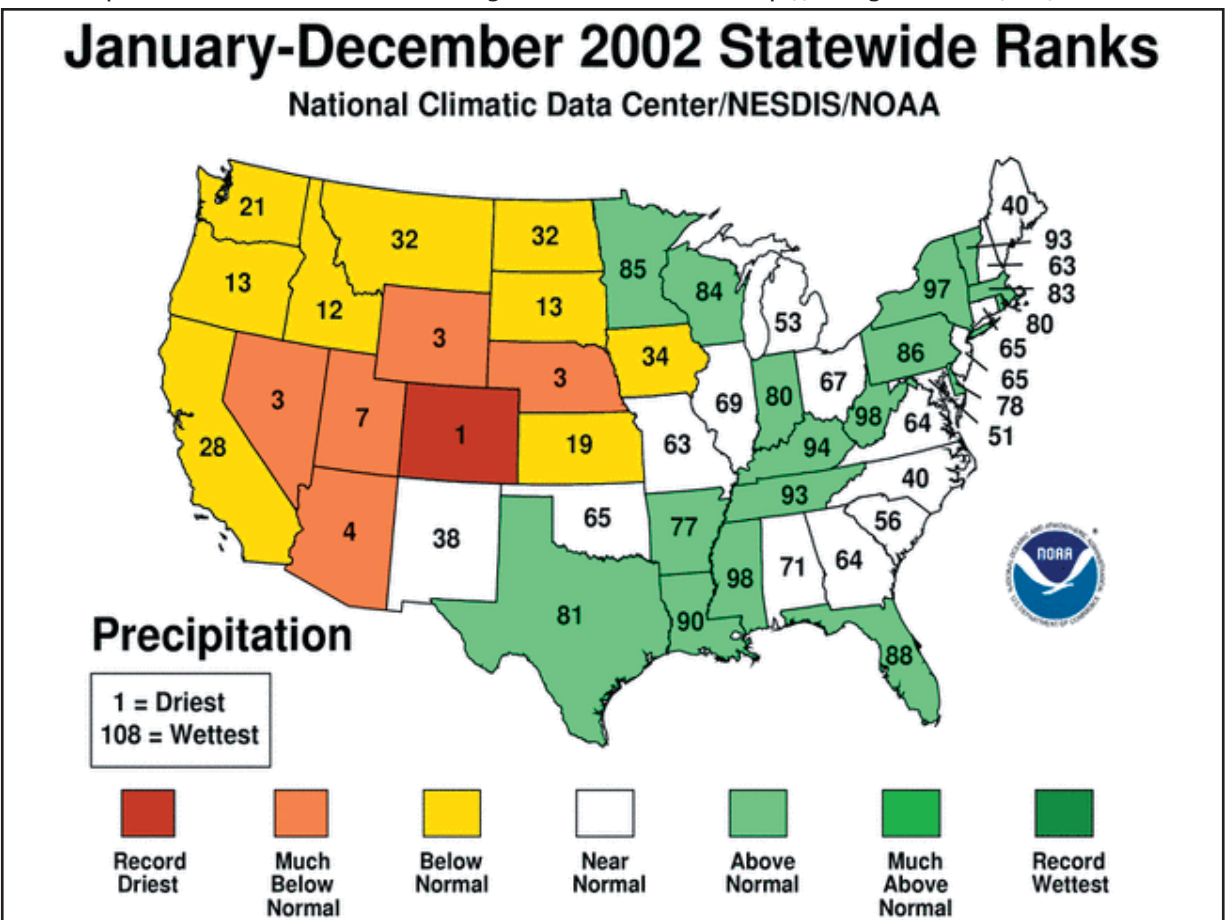 January-December 2002 Statewide Ranks
National Climatic Data Center/NESDIS/NOAA
40
21
32
32
93
63
85
13
12
13
84
97
83
53
80
3
34
86
65
3
3
65
7
69
80
67
78
1
98
64
51
28
19
63
94
40
93
4
38
65
77
56
98
71
64
81
90
88
NOAA
Precipitation
1 = Driest
108 = Wettest
Record
Driest
Much
Below
Normal
Below
Normal
Near
Normal
Above
Normal
Much
Above
Normal
Record
Wettest